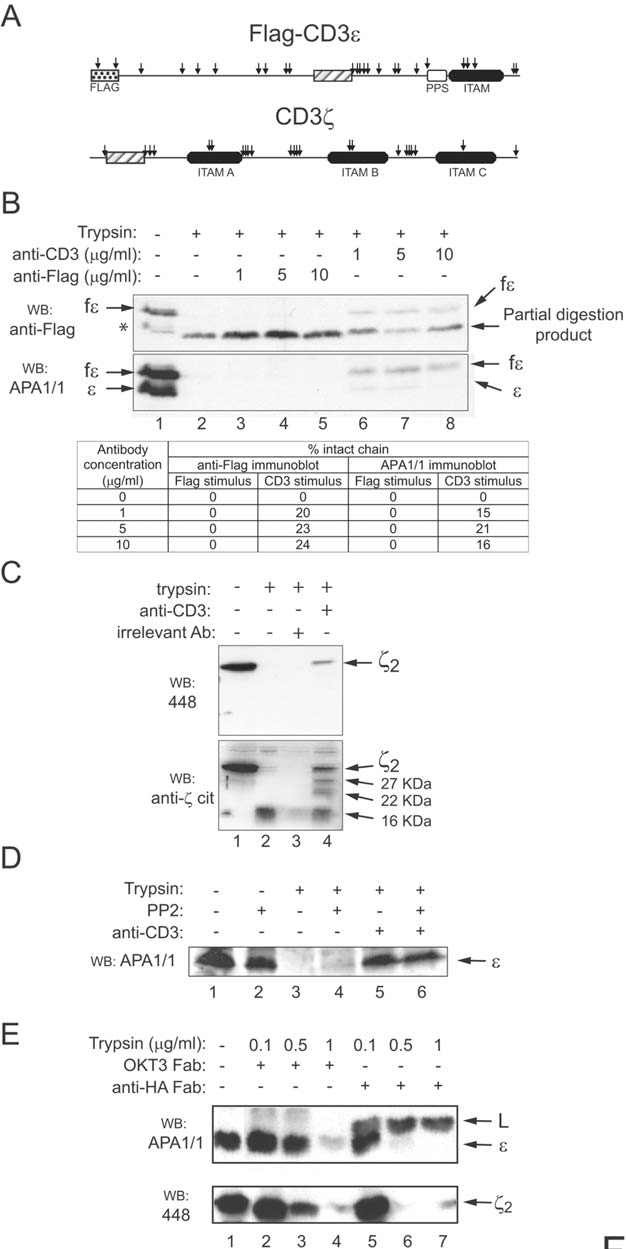 A
Flag-CD3ε
FLAG PPS ITAM
CD3ζ
ITAM A ITAM B ITAM C
B
Trypsin: - + + + + + + +
anti-CD3 (µg/ml): - - - - - 1 5 10
anti-Flag (µg/ml): - - 1 5 10 - - -
WB: anti-Flag
fε
*
fε
Partial digestion product
WB: APA1/1
fε
ε
fε
ε
1 2 3 4 5 6 7 8
Antibody concentration (µg/ml) % intact chain
anti-Flag immunoblot APA1/1 immunoblot
Flag stimulus CD3 stimulus Flag stimulus CD3 stimulus
0 0 0 0 0
1 0 20 0 15
5 0 23 0 21
10 0 24 0 16
C
trypsin: - + + +
anti-CD3: - - - +
irrelevant Ab: - - + -
WB: 448
ζ2
WB: anti-ζ cit
ζ2
27 KDa
22 KDa
16 KDa
1 2 3 4
D
Trypsin: - - + + + +
PP2: - + - + - +
anti-CD3: - - - - + +
WB: APA1/1
ε
1 2 3 4 5 6
E
Trypsin (µg/ml): - 0.1 0.5 1 0.1 0.5 1
OKT3 Fab: - + + + - - -
anti-HA Fab: - - - - + + +
WB: APA1/1
L
ε
WB: 448
ζ2
1 2 3 4 5 6 7